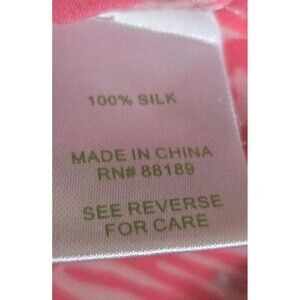 100% SILK
MADE IN CHINA
RN# 88189
SEE REVERSE
FOR CARE